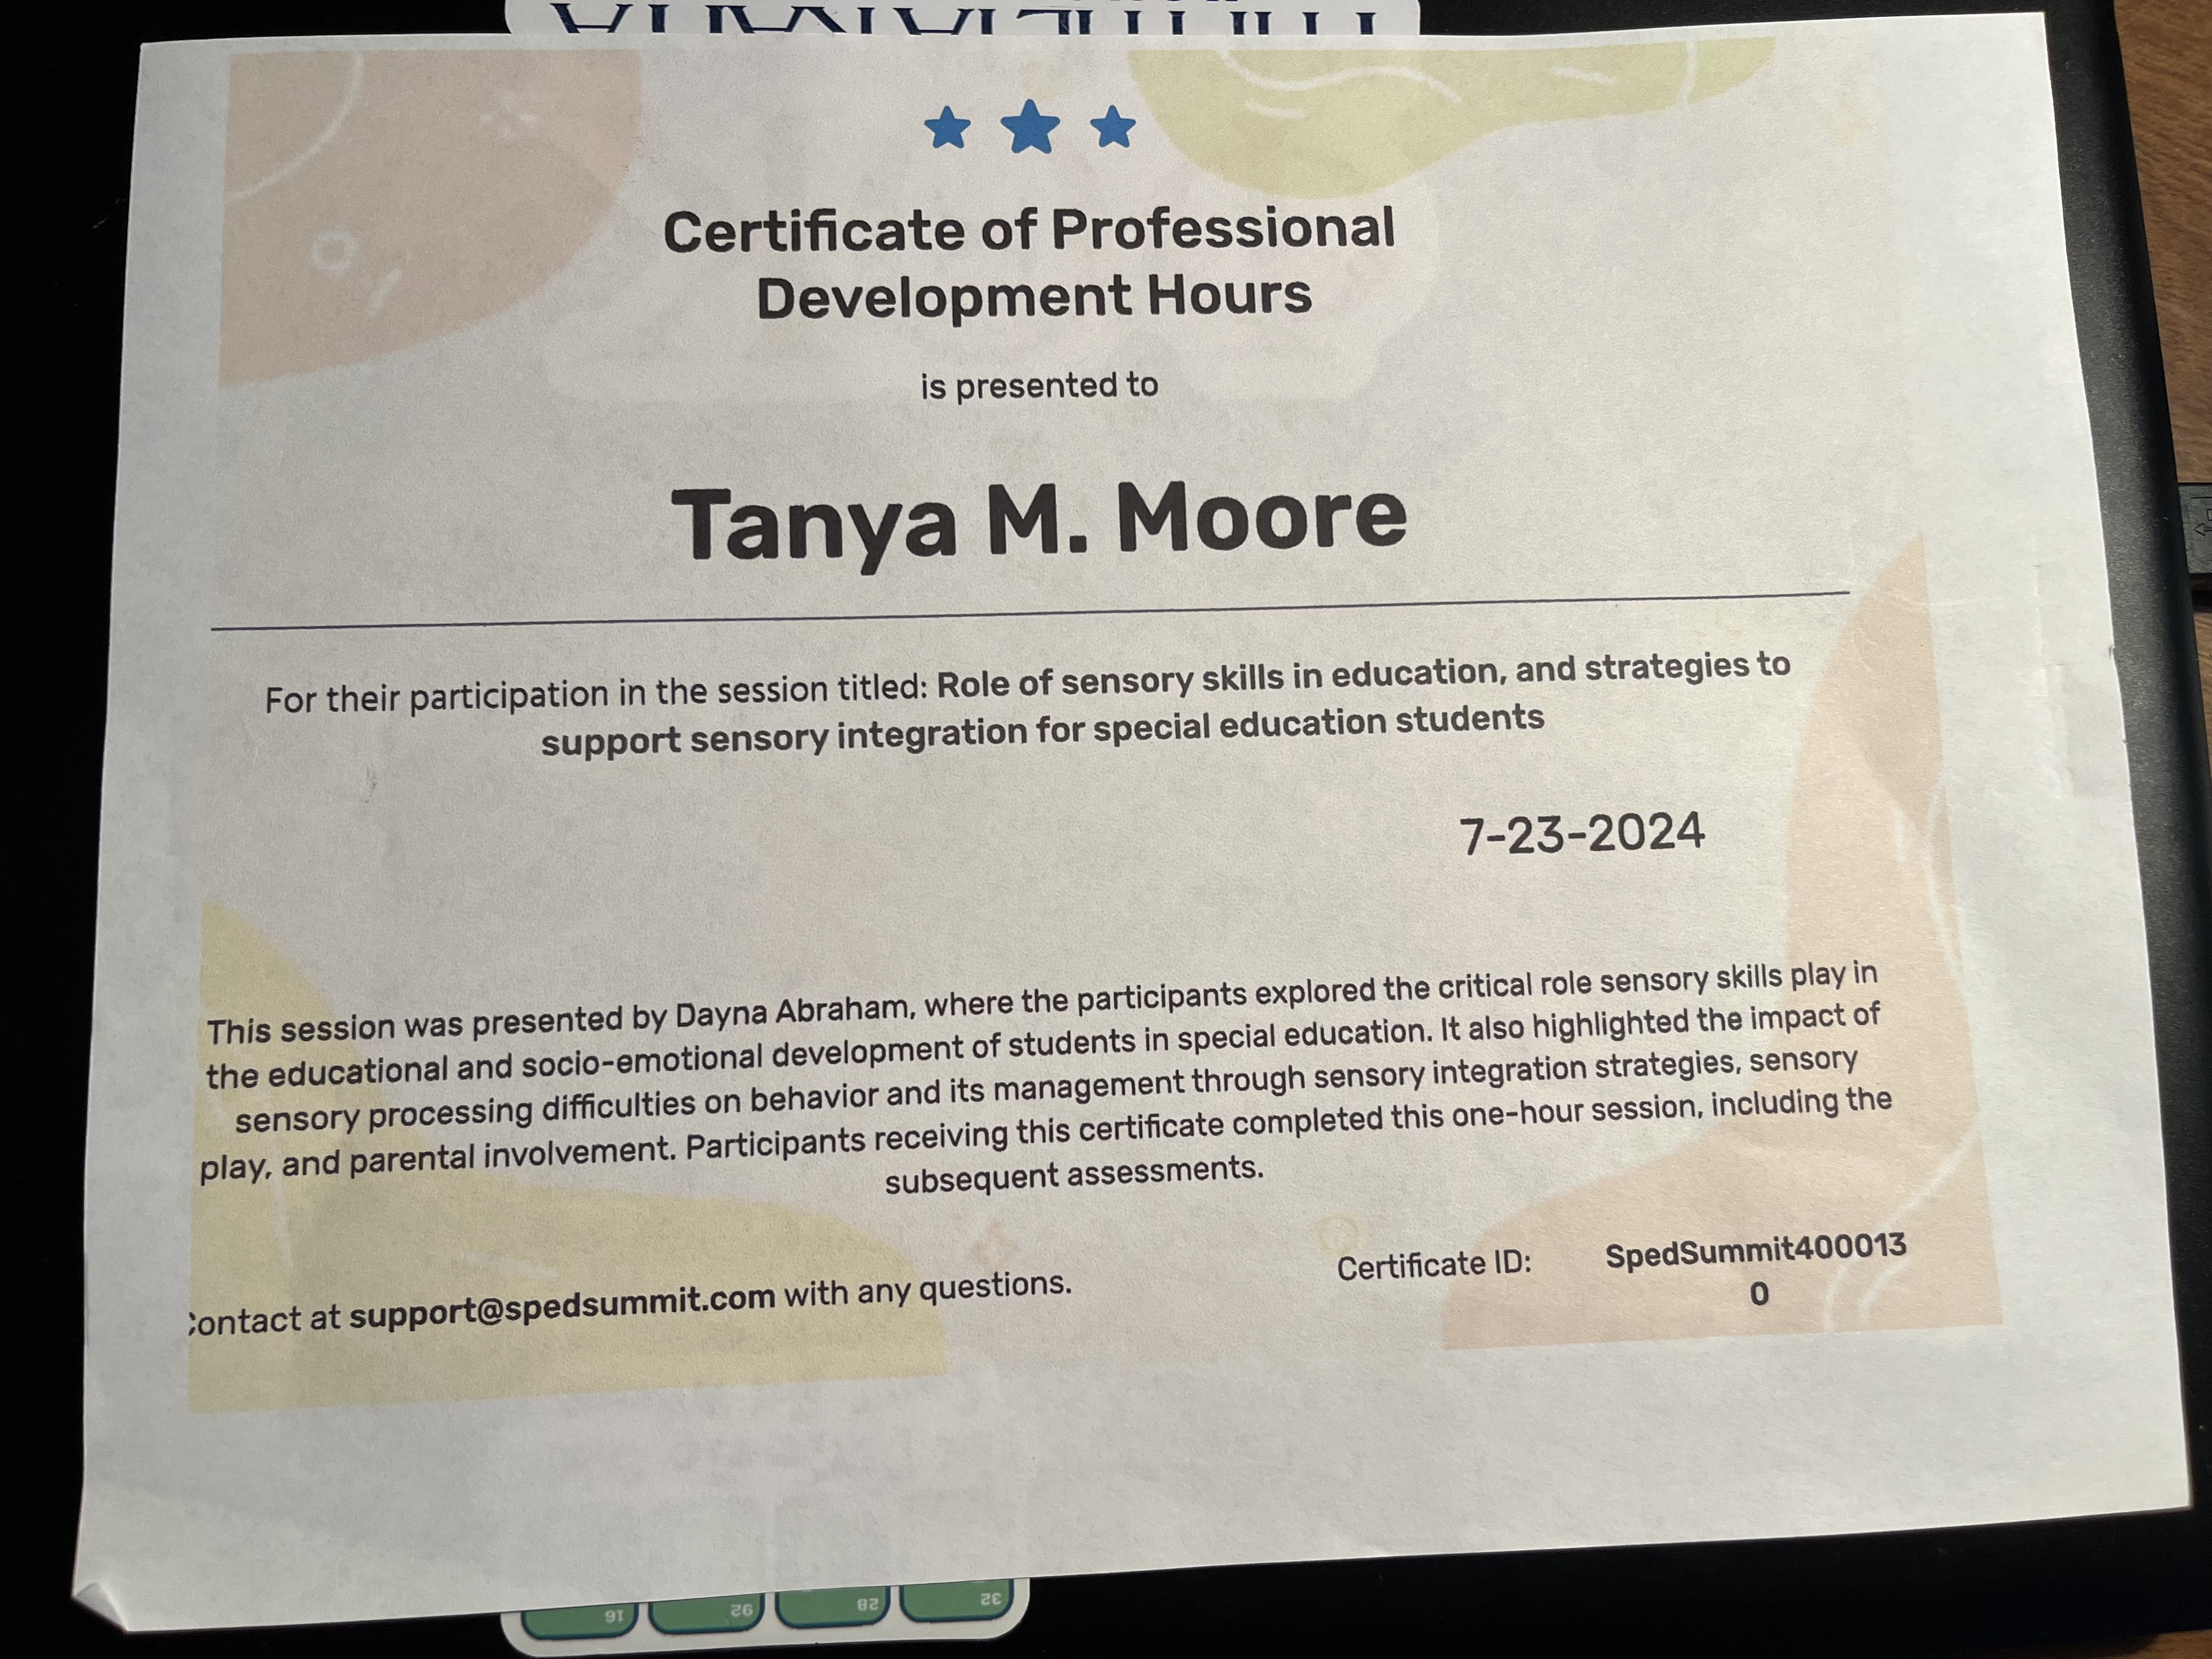 Certificate of Professional
Development Hours
is presented to
Tanya M. Moore
For their participation in the session titled: Role of sensory skills in education, and strategies to
support sensory integration for special education students
7-23-2024
This session was presented by Dayna Abraham, where the participants explored the critical role sensory skills play in
the educational and socio-emotional development of students in special education. It also highlighted the impact of
sensory processing difficulties on behavior and its management through sensory integration strategies, sensory
play, and parental involvement. Participants receiving this certificate completed this one-hour session, including the
subsequent assessments.
Contact at support@spedsummit.com with any questions.
Certificate ID: SpedSummit400013
0
16 92 28 32